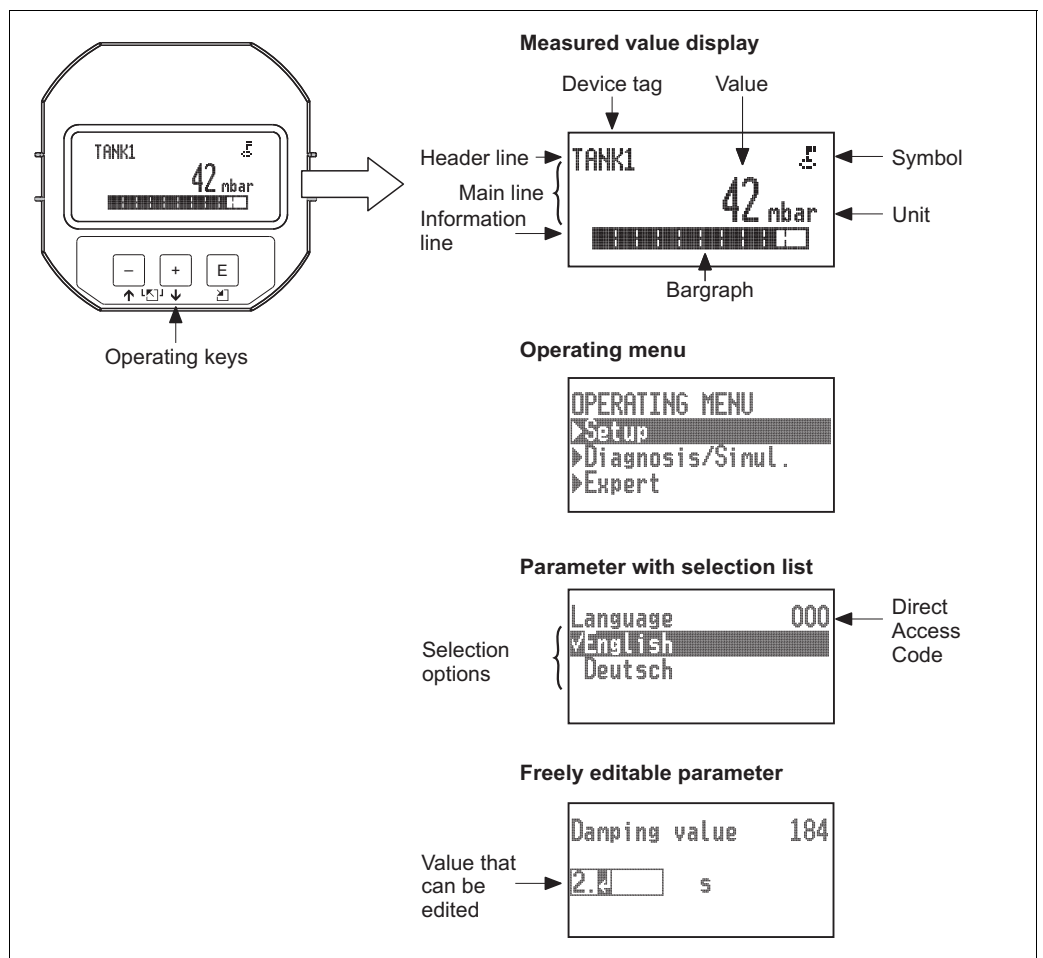 TANK1
42 mbar
– + E
Operating keys
Measured value display
Device tag Value
Header line TANK1 Symbol
Main line
42 mbar Unit
Information
line
Bargraph
Operating menu
OPERATING MENU
Setup
Diagnosis/Simul.
Expert
Parameter with selection list
Language 000
English
Deutsch
Selection
options
Direct
Access
Code
Freely editable parameter
Damping value 184
2. s
Value that
can be
edited